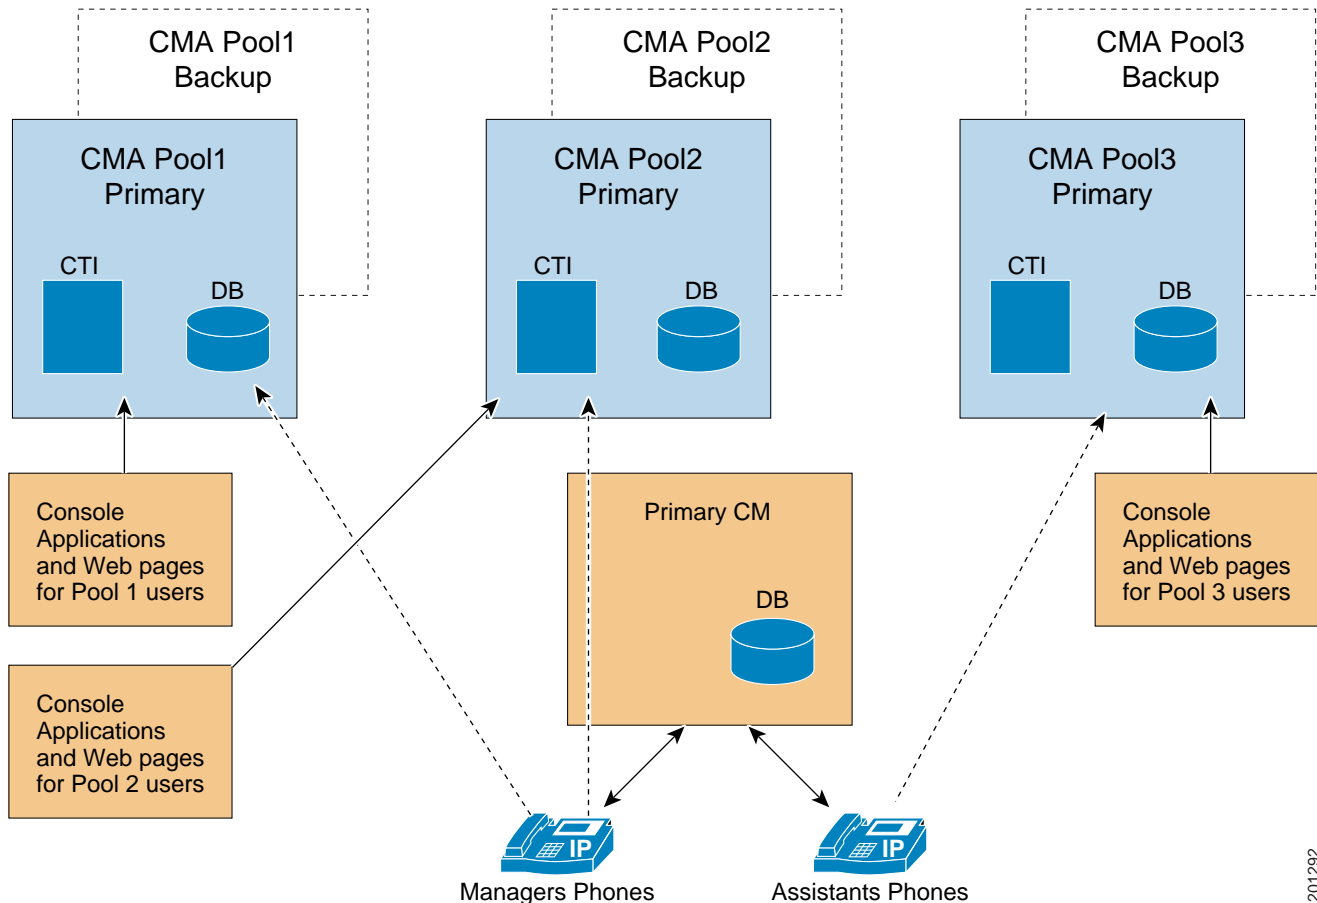 CMA Pool1
Backup
CMA Pool2
Backup
CMA Pool3
Backup
CMA Pool1
Primary
CMA Pool2
Primary
CMA Pool3
Primary
CTI
DB
CTI
DB
CTI
DB
Console
Applications
and Web pages
for Pool 1 users
Primary CM
DB
Console
Applications
and Web pages
for Pool 3 users
Console
Applications
and Web pages
for Pool 2 users
IP
Managers Phones
IP
Assistants Phones
201292